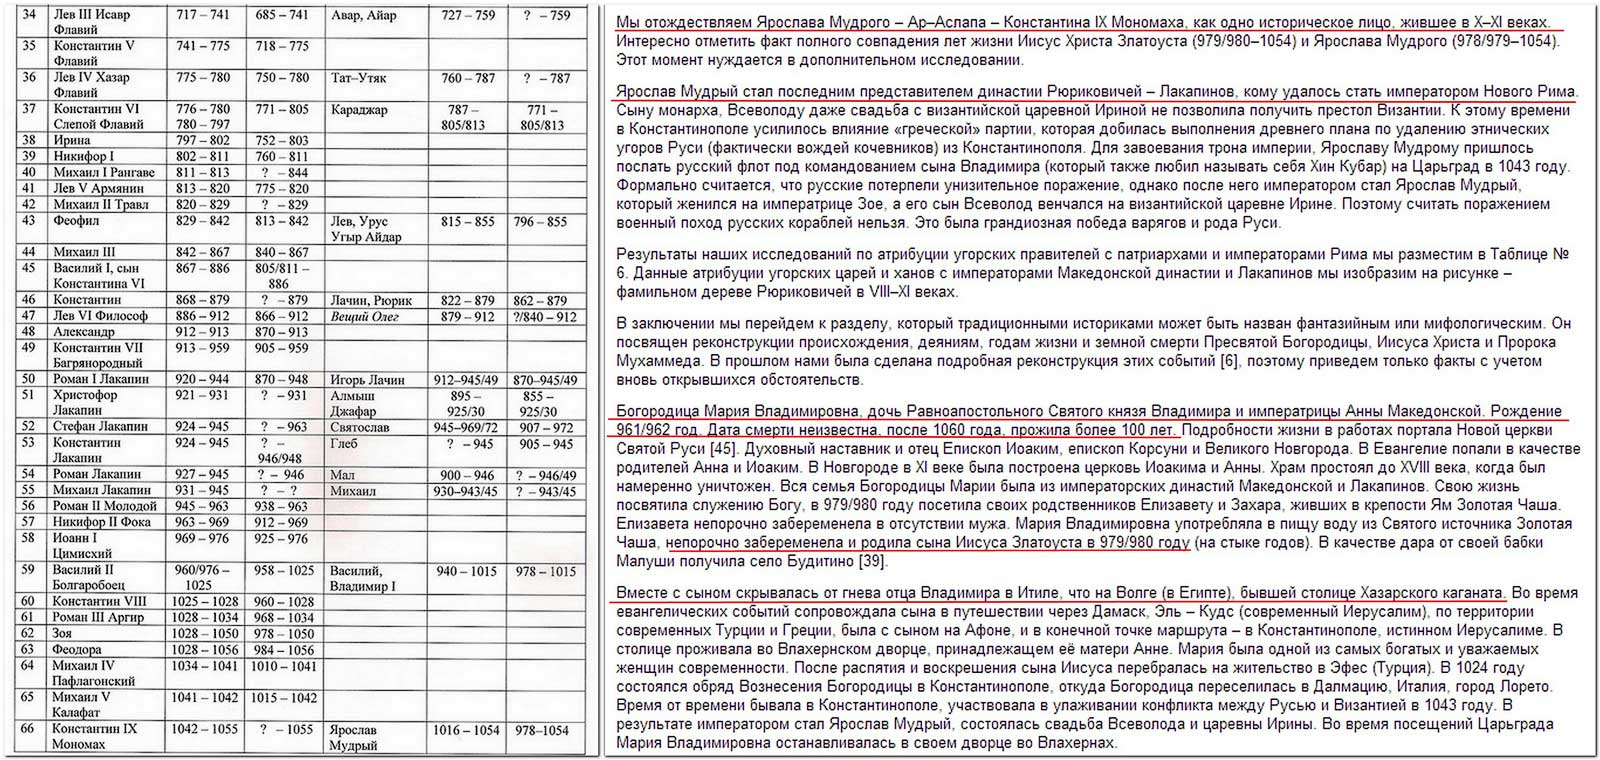 34 Лев III Исавр 717 – 741 685 – 741 Авар, Айар 727 – 759 ? – 759
Флавий
35 Константин V 741 – 775 718 – 775
Флавий
36 Лев IV Хазар 775 – 780 750 – 780 Тат–Утяк 760 – 787 ? – 787
Флавий
37 Константин VI 776 – 780 771 – 805 Караджар 787 – 771 –
Слепой Флавий 780 – 797 805/813 805/813
38 Ирина 797 – 802 752 – 803
39 Никифор I 802 – 811 760 – 811
40 Михаил I Рангаве 811 – 813 ? – 844
41 Лев V Армянин 813 – 820 775 – 820
42 Михаил II Травл 820 – 829 ? – 829
43 Феофил 829 – 842 813 – 842 Лев, Урус 815 – 855 796 – 855
Угыр Айдар
44 Михаил III 842 – 867 840 – 867
45 Василий I, сын 867 – 886 805/811 –
Константина VI 886
46 Константин 868 – 879 ? – 879 Лачин, Рюрик 822 – 879 862 – 879
47 Лев VI Философ 886 – 912 866 – 912 Вещий Олег 879 – 912 ?/840 – 912
48 Александр 912 – 913 870 – 913
49 Константин VII 913 – 959 905 – 959
Багрянородный
50 Роман I Лакапин 920 – 944 870 – 948 Игорь Лачин 912–945/49 870–945/49
51 Христофор 921 – 931 ? – 931 Алмыш 895 – 855 –
Лакапин Джафар 925/30 925/30
52 Стефан Лакапин 924 – 945 ? – 963 Святослав 945–969/72 907 – 972
53 Константин 924 – 945 ? – Глеб ? – 945 905 – 945
Лакапин 946/948
54 Роман Лакапин 927 – 945 ? – 946 Мал 900 – 946 ? – 946/49
55 Михаил Лакапин 931 – 945 ? – ? Михаил 930–943/45 ? – 943/45
56 Роман II Молодой 945 – 963 938 – 963
57 Никифор II Фока 963 – 969 912 – 969
58 Иоанн I 969 – 976 925 – 976
Цимисхий
59 Василий II 960/976 – 958 – 1025 Василий, 940 – 1015 978 – 1015
Болгаробоец 1025 Владимир I
60 Константин VIII 1025 – 1028 960 – 1028
61 Роман III Аргир 1028 – 1034 968 – 1034
62 Зоя 1028 – 1050 978 – 1050
63 Феодора 1028 – 1056 984 – 1056
64 Михаил IV 1034 – 1041 1010 – 1041
Пафлагонский
65 Михаил V 1041 – 1042 1015 – 1042
Калафат
66 Константин IX 1042 – 1055 ? – 1055 Ярослав 1016 – 1054 978–1054
Мономах Мудрый
Мы отождествляем Ярослава Мудрого – Ар–Аслапа – Константина IX Мономаха, как одно историческое лицо, жившее в X–XI веках.
Интересно отметить факт полного совпадения лет жизни Иисус Христа Златоуста (979/980–1054) и Ярослава Мудрого (978/979–1054).
Этот момент нуждается в дополнительном исследовании.
Ярослав Мудрый стал последним представителем династии Рюриковичей – Лакапинов, кому удалось стать императором Нового Рима.
Сыну монарха, Всеволоду даже свадьба с византийской царевной Ириной не позволила получить престол Византии. К этому времени
в Константинополе усилилось влияние «греческой» партии, которая добилась выполнения древнего плана по удалению этнических
угоров Руси (фактически вождей кочевников) из Константинополя. Для завоевания трона империи, Ярославу Мудрому пришлось
послать русский флот под командованием сына Владимира (который также любил называть себя Хин Кубар) на Царьград в 1043 году.
Формально считается, что русские потерпели унизительное поражение, однако после него императором стал Ярослав Мудрый,
который женился на императрице Зое, а его сын Всеволод венчался на византийской царевне Ирине. Поэтому считать поражением
военный поход русских кораблей нельзя. Это была грандиозная победа варягов и рода Руси.
Результаты наших исследований по атрибуции угорских правителей с патриархами и императорами Рима мы разместим в Таблице №
6. Данные атрибуции угорских царей и ханов с императорами Македонской династии и Лакапинов мы изобразим на рисунке –
фамильном дереве Рюриковичей в VIII–XI веках.
В заключении мы перейдем к разделу, который традиционными историками может быть назван фантазийным или мифологическим. Он
посвящен реконструкции происхождения, деяниям, годам жизни и земной смерти Пресвятой Богородицы, Иисуса Христа и Пророка
Мухаммеда. В прошлом нами была сделана подробная реконструкция этих событий [6], поэтому приведем только факты с учетом
вновь открывшихся обстоятельств.
Богородица Мария Владимировна, дочь Равноапостольного Святого князя Владимира и императрицы Анны Македонской. Рождение
961/962 год. Дата смерти неизвестна, после 1060 года, прожила более 100 лет. Подробности жизни в работах портала Новой церкви
Святой Руси [45]. Духовный наставник и отец Епископ Иоаким, епископ Корсуни и Великого Новгорода. В Евангелие попали в качестве
родителей Анна и Иоаким. В Новгороде в XI веке была построена церковь Иоакима и Анны. Храм простоял до XVIII века, когда был
намеренно уничтожен. Вся семья Богородицы Марии была из императорских династий Македонской и Лакапинов. Свою жизнь
посвятила служению Богу, в 979/980 году посетила своих родственников Елизавету и Захара, живших в крепости Ям Золотая Чаша.
Елизавета непорочно забеременела в отсутствии мужа. Мария Владимировна употребляла в пищу воду из Святого источника Золотая
Чаша, непорочно забеременела и родила сына Иисуса Златоуста в 979/980 году (на стыке годов). В качестве дара от своей бабки
Малуши получила село Будитино [39].
Вместе с сыном скрывалась от гнева отца Владимира в Итиле, что на Волге (в Египте), бывшей столице Хазарского каганата. Во время
евангелических событий сопровождала сына в путешествии через Дамаск, Эль – Кудс (современный Иерусалим), по территории
современных Турции и Греции, была с сыном на Афоне, и в конечной точке маршрута – в Константинополе, истинном Иерусалиме. В
столице проживала во Влахернском дворце, принадлежащем её матери Анне. Мария была одной из самых богатых и уважаемых
женщин современности. После распятия и воскрешения сына Иисуса перебралась на жительство в Эфес (Турция). В 1024 году
состоялся обряд Вознесения Богородицы в Константинополе, откуда Богородица переселилась в Далмацию, Италия, город Лорето.
Время от времени бывала в Константинополе, участвовала в улаживании конфликта между Русью и Византией в 1043 году. В
результате императором стал Ярослав Мудрый, состоялась свадьба Всеволода и царевны Ирины. Во время посещений Царьграда
Мария Владимировна останавливалась в своем дворце во Влахернах.